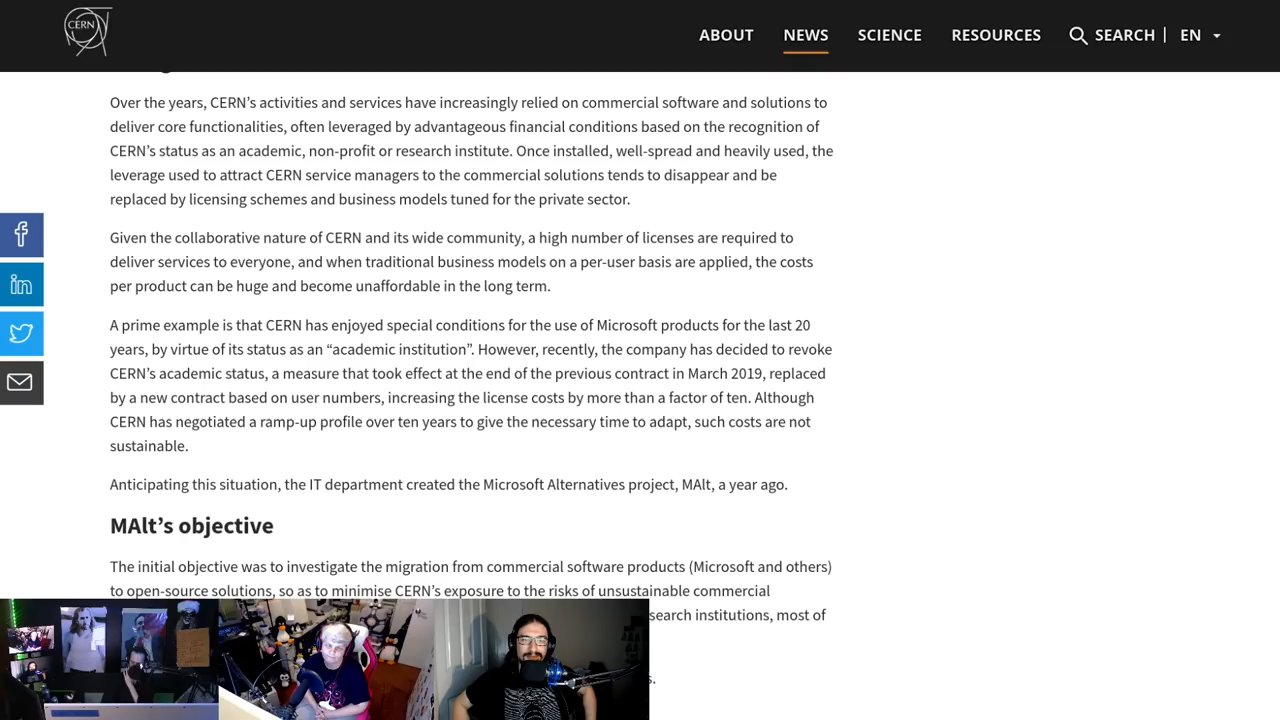 CERN
ABOUT
NEWS
SCIENCE
RESOURCES
SEARCH |
EN
Over the years, CERN’s activities and services have increasingly relied on commercial software and solutions to
deliver core functionalities, often leveraged by advantageous financial conditions based on the recognition of
CERN’s status as an academic, non-profit or research institute. Once installed, well-spread and heavily used, the
leverage used to attract CERN service managers to the commercial solutions tends to disappear and be
replaced by licensing schemes and business models tuned for the private sector.
Given the collaborative nature of CERN and its wide community, a high number of licenses are required to
deliver services to everyone, and when traditional business models on a per-user basis are applied, the costs
per product can be huge and become unaffordable in the long term.
A prime example is that CERN has enjoyed special conditions for the use of Microsoft products for the last 20
years, by virtue of its status as an “academic institution”. However, recently, the company has decided to revoke
CERN’s academic status, a measure that took effect at the end of the previous contract in March 2019, replaced
by a new contract based on user numbers, increasing the license costs by more than a factor of ten. Although
CERN has negotiated a ramp-up profile over ten years to give the necessary time to adapt, such costs are not
sustainable.
Anticipating this situation, the IT department created the Microsoft Alternatives project, MAlt, a year ago.
MAlt’s objective
The initial objective was to investigate the migration from commercial software products (Microsoft and others)
to open-source solutions, so as to minimise CERN’s exposure to the risks of unsustainable commercial
search institutions, most of
s.